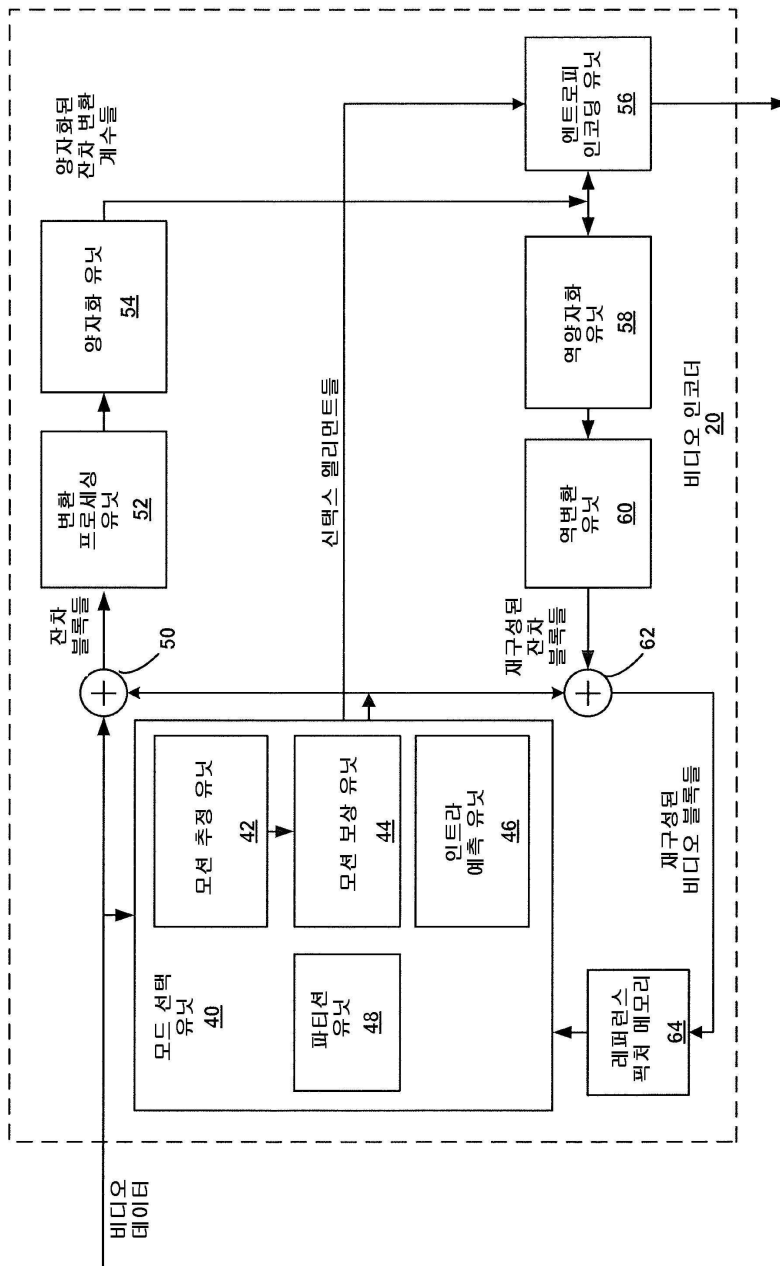 비디오
데이터
모드 선택
유닛
40
파티션
유닛
48
모션 추정 유닛
42
모션 보상 유닛
44
인트라
예측 유닛
46
레퍼런스
픽처 메모리
64
50
잔차
블록들
변환
프로세싱
유닛
52
양자화 유닛
54
양자화된
잔차 변환
계수들
신택스 엘리먼트들
엔트로피
인코딩 유닛
56
역양자화
유닛
58
역변환
유닛
60
재구성된
잔차
블록들
62
재구성된
비디오 블록들
비디오 인코더
20